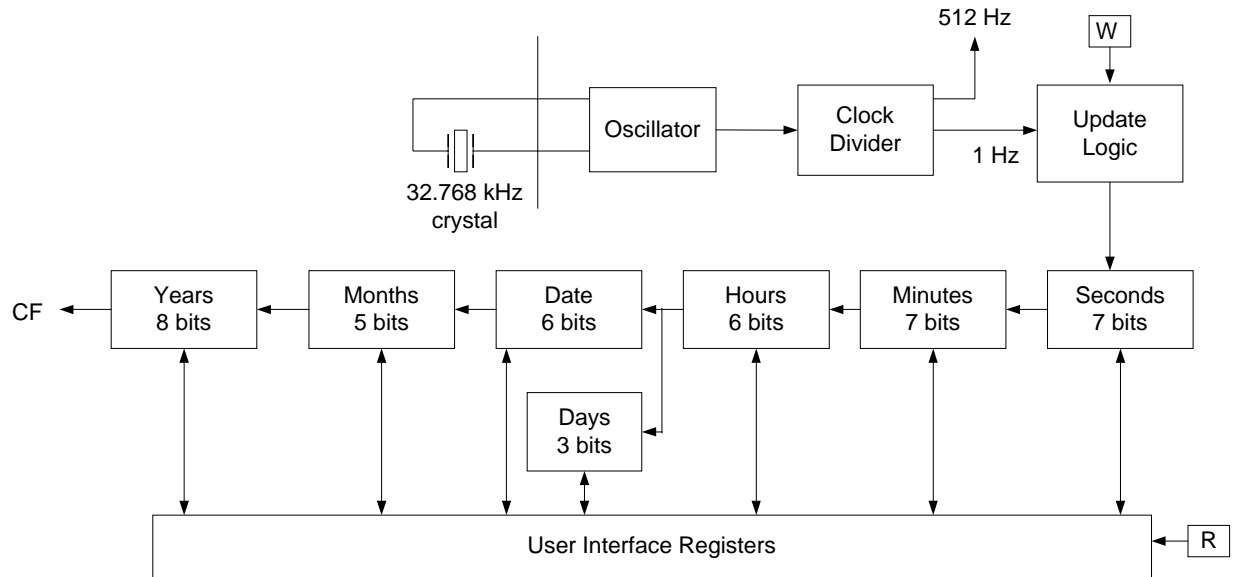 512 Hz
W
Oscillator
Clock
Divider
Update
Logic
1 Hz
32.768 kHz
crystal
CF
Years
8 bits
Months
5 bits
Date
6 bits
Hours
6 bits
Minutes
7 bits
Seconds
7 bits
Days
3 bits
User Interface Registers
R